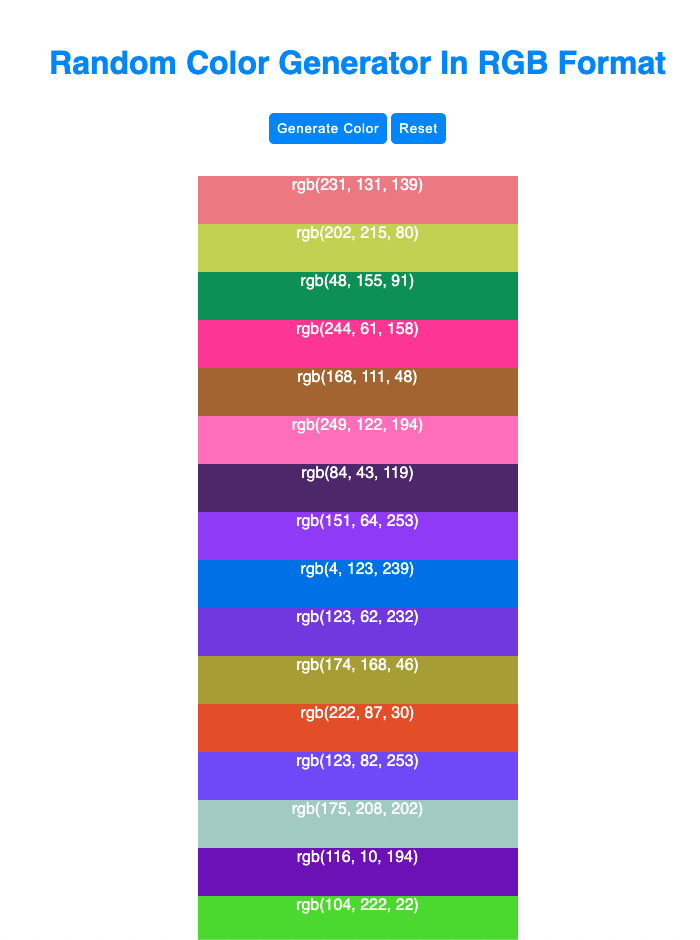 Random Color Generator In RGB Format
Generate Color Reset
rgb(231, 131, 139)
rgb(202, 215, 80)
rgb(48, 155, 91)
rgb(244, 61, 158)
rgb(168, 111, 48)
rgb(249, 122, 194)
rgb(84, 43, 119)
rgb(151, 64, 253)
rgb(4, 123, 239)
rgb(123, 62, 232)
rgb(174, 168, 46)
rgb(222, 87, 30)
rgb(123, 82, 253)
rgb(175, 208, 202)
rgb(116, 10, 194)
rgb(104, 222, 22)